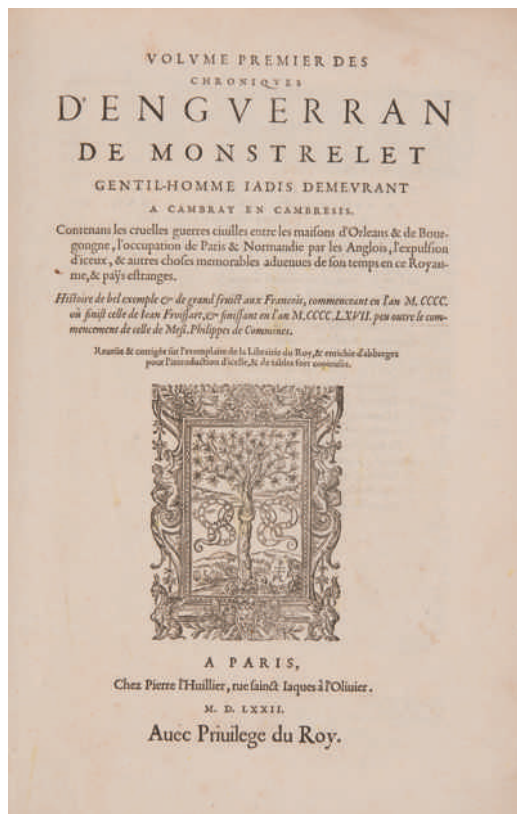 VOLVME PREMIER DES
CHRONIQVES
D'ENGVERRAN
DE MONSTRELET
GENTIL-HOMME IADIS DEMEVRANT
A CAMBRAY EN CAMBRESIS.
Contenans les cruelles guerres ciuiles entre les maisons d'Orleans & de Bour-
gongne, l'occupation de Paris & Normandie par les Anglois, l'expulsion
d'iceux, & autres choses memorables aduenues de son temps en ce Royau-
me, & païs estranges.
Histoire de bel exemple & de grand fruict aux Francois, commenceant en l'an M. CCCC.
où finist celle de Iean Froissart, & finissant en l'an M. CCCC. LXVII. peu outre le com-
mencement de celle de Mess. Philippes de Commines.
Reueuë & corrigée sur l'exemplaire de la Librairie du Roy, & enrichie d'abbregez
pour l'introduction d'icelle, & de tables fort copieuses.
A PARIS,
Chez Pierre l'Huillier, rue sainct Iaques à l'Oliuier.
M. D. LXXII.
Auec Priuilege du Roy.